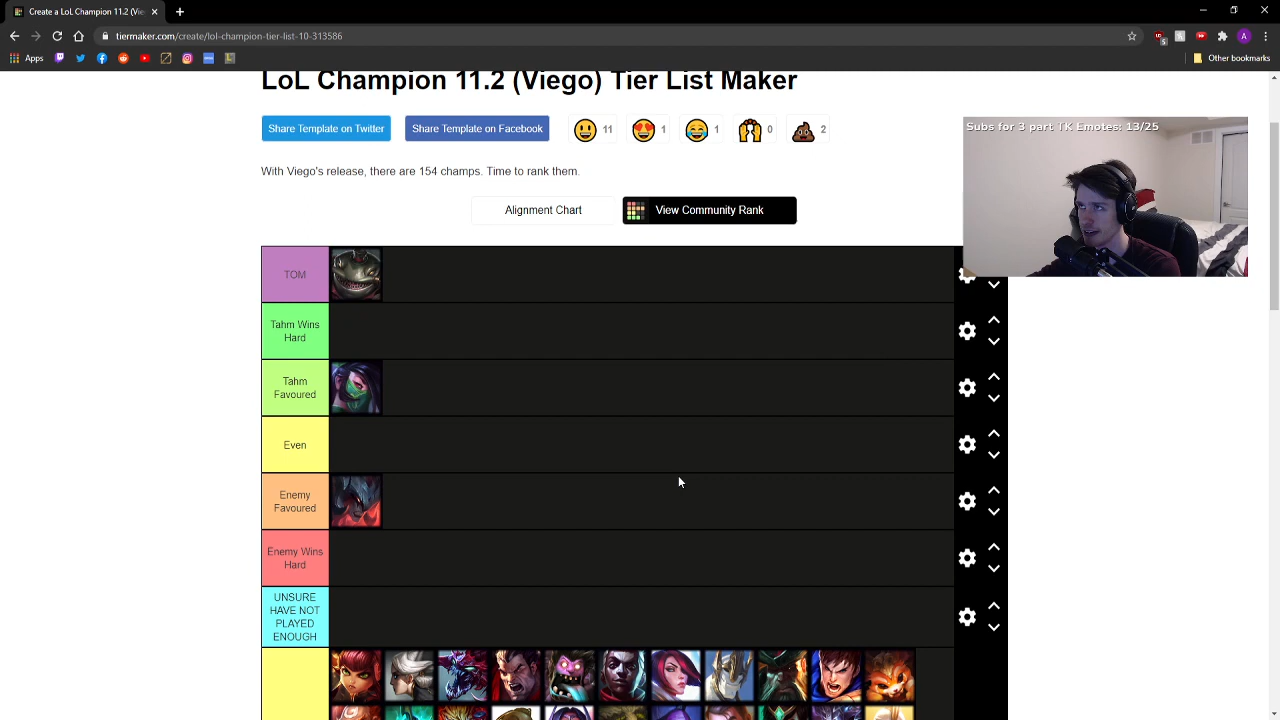 Create a LoL Champion 11.2 (Vie
tiermaker.com/create/lol-champion-tier-list-10-313586
Apps
Other bookmarks
LoL Champion 11.2 (Viego) Tier List Maker
Share Template on Twitter
Share Template on Facebook
11
1
1
0
2
Subs for 3 part TK Emotes: 13/25
With Viego's release, there are 154 champs. Time to rank them.
Alignment Chart
View Community Rank
TOM
Tahm Wins
Hard
Tahm
Favoured
Even
Enemy
Favoured
Enemy Wins
Hard
UNSURE
HAVE NOT
PLAYED
ENOUGH